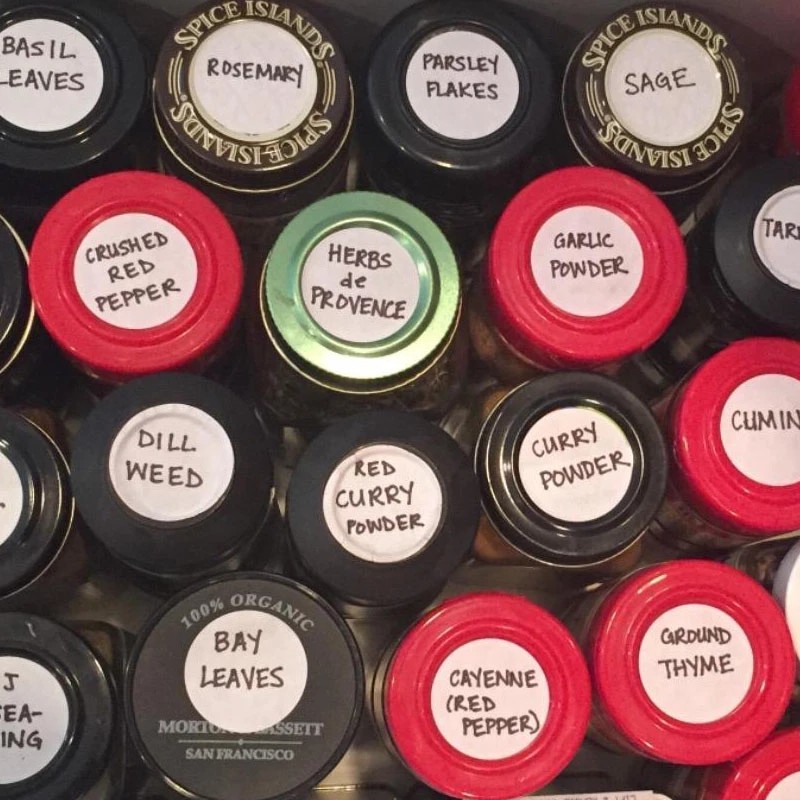 BASIL
LEAVES
SPICE ISLANDS
ROSEMARY
SPICE ISLANDS
PARSLEY
FLAKES
SPICE ISLANDS
SAGE
SPICE ISLANDS
CRUSHED
RED
PEPPER
HERBS
de
PROVENCE
GARLIC
POWDER
DILL
WEED
RED
CURRY
POWDER
CURRY
POWDER
CUMIN
100% ORGANIC
BAY
LEAVES
SAN FRANCISCO
CAYENNE
(RED
PEPPER)
GROUND
THYME